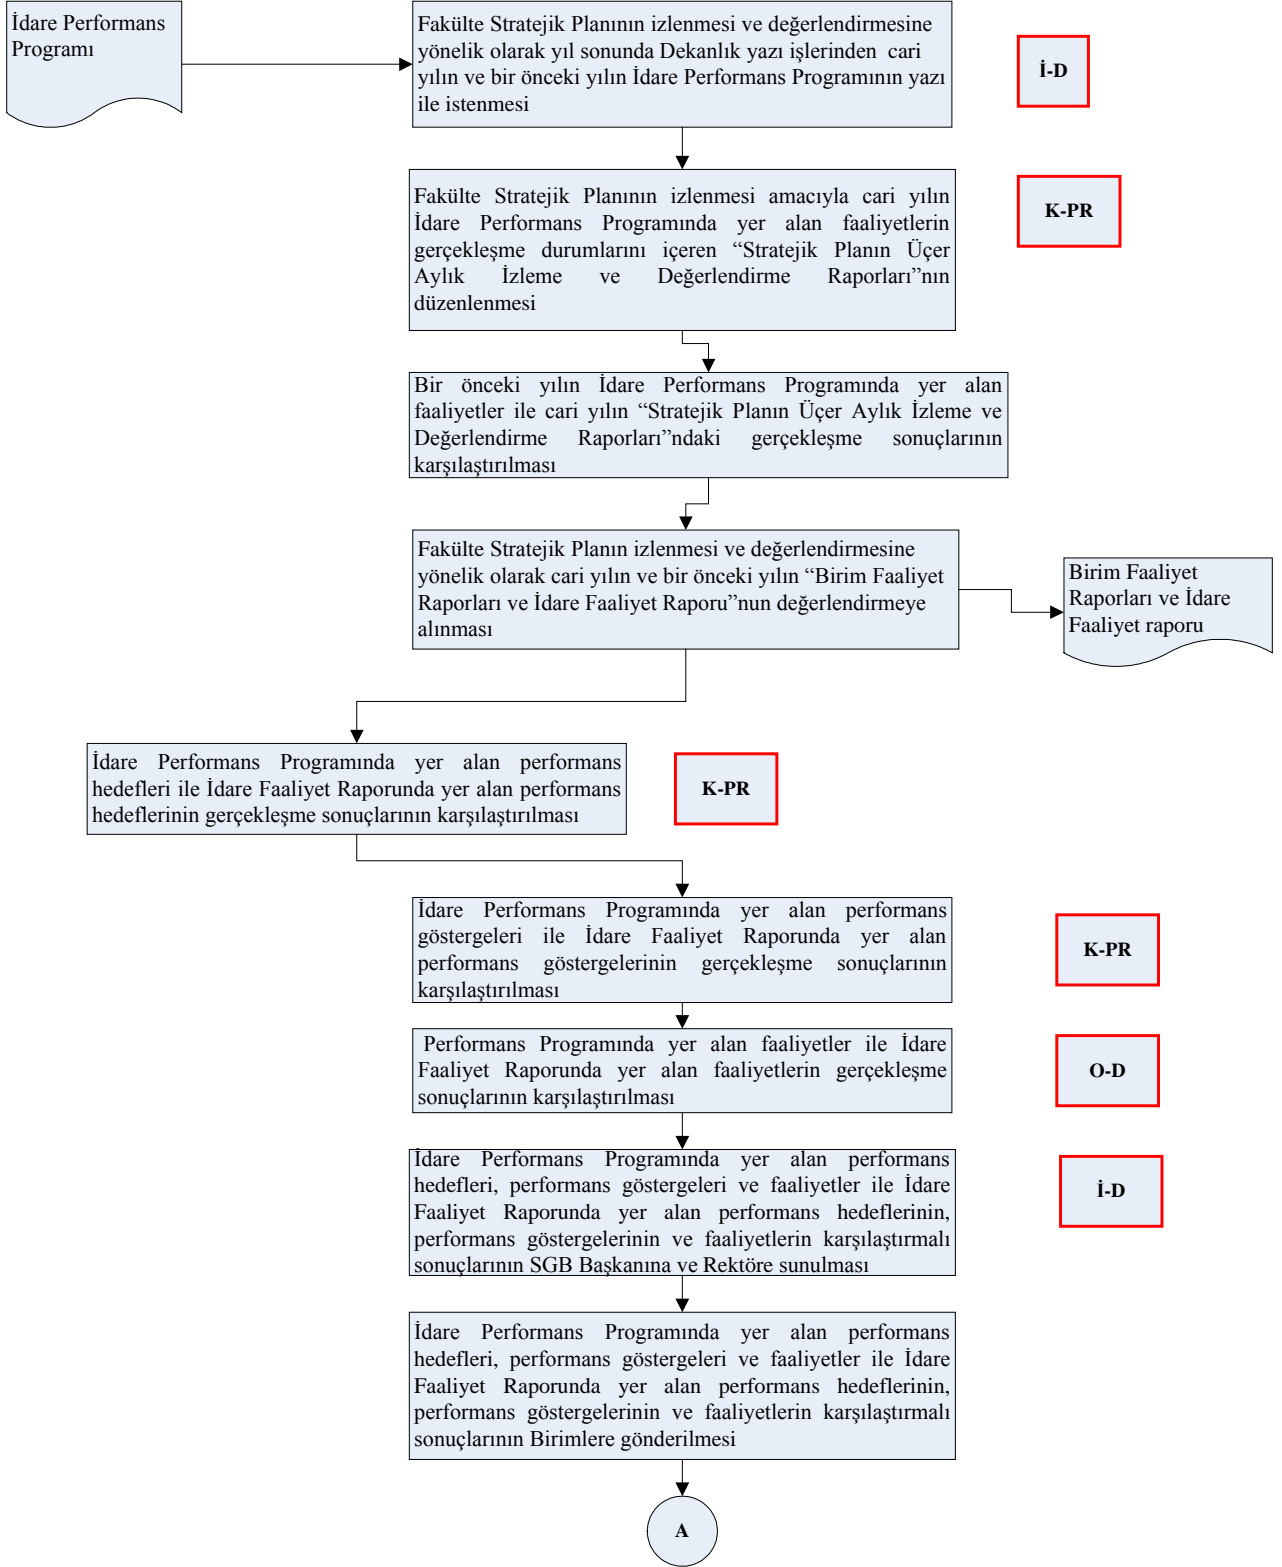 İdare Performans
Programı
Fakülte Stratejik Planının izlenmesi ve değerlendirmesine
yönelik olarak yıl sonunda Dekanlık yazı işlerinden cari
yılın ve bir önceki yılın İdare Performans Programının yazı
ile istenmesi
İ-D
Fakülte Stratejik Planının izlenmesi amacıyla cari yılın
İdare Performans Programında yer alan faaliyetlerin
gerçekleşme durumlarını içeren “Stratejik Planın Üçer
Aylık İzleme ve Değerlendirme Raporları”nın
düzenlenmesi
K-PR
Bir önceki yılın İdare Performans Programında yer alan
faaliyetler ile cari yılın “Stratejik Planın Üçer Aylık İzleme ve
Değerlendirme Raporları”ndaki gerçekleşme sonuçlarının
karşılaştırılması
Fakülte Stratejik Planın izlenmesi ve değerlendirmesine
yönelik olarak cari yılın ve bir önceki yılın “Birim Faaliyet
Raporları ve İdare Faaliyet Raporu”nun değerlendirmeye
alınması
Birim Faaliyet
Raporları ve İdare
Faaliyet raporu
İdare Performans Programında yer alan performans
hedefleri ile İdare Faaliyet Raporunda yer alan performans
hedeflerinin gerçekleşme sonuçlarının karşılaştırılması
K-PR
İdare Performans Programında yer alan performans
göstergeleri ile İdare Faaliyet Raporunda yer alan
performans göstergelerinin gerçekleşme sonuçlarının
karşılaştırılması
K-PR
Performans Programında yer alan faaliyetler ile İdare
Faaliyet Raporunda yer alan faaliyetlerin gerçekleşme
sonuçlarının karşılaştırılması
O-D
İdare Performans Programında yer alan performans
hedefleri, performans göstergeleri ve faaliyetler ile İdare
Faaliyet Raporunda yer alan performans hedeflerinin,
performans göstergelerinin ve faaliyetlerin karşılaştırmalı
sonuçlarının SGB Başkanına ve Rektöre sunulması
İ-D
İdare Performans Programında yer alan performans
hedefleri, performans göstergeleri ve faaliyetler ile İdare
Faaliyet Raporunda yer alan performans hedeflerinin,
performans göstergelerinin ve faaliyetlerin karşılaştırmalı
sonuçlarının Birimlere gönderilmesi
A